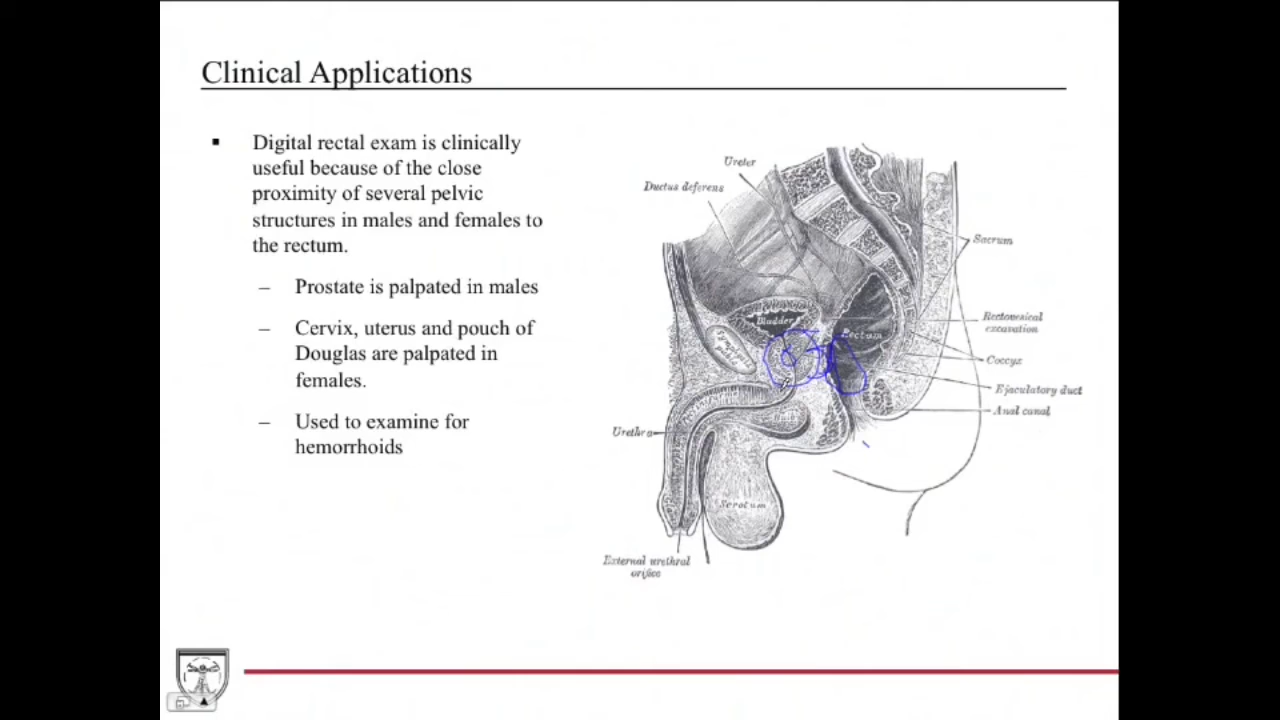 Clinical Applications
▪ Digital rectal exam is clinically
useful because of the close
proximity of several pelvic
structures in males and females to
the rectum.
– Prostate is palpated in males
– Cervix, uterus and pouch of
Douglas are palpated in
females.
– Used to examine for
hemorrhoids
Ureter
Ductus deferens
Sacrum
Rectovesical
excavation
Bladder
Rectum
Coccyx
Ejaculatory duct
Anal canal
Urethra
Scrotum
External urethral
orifice